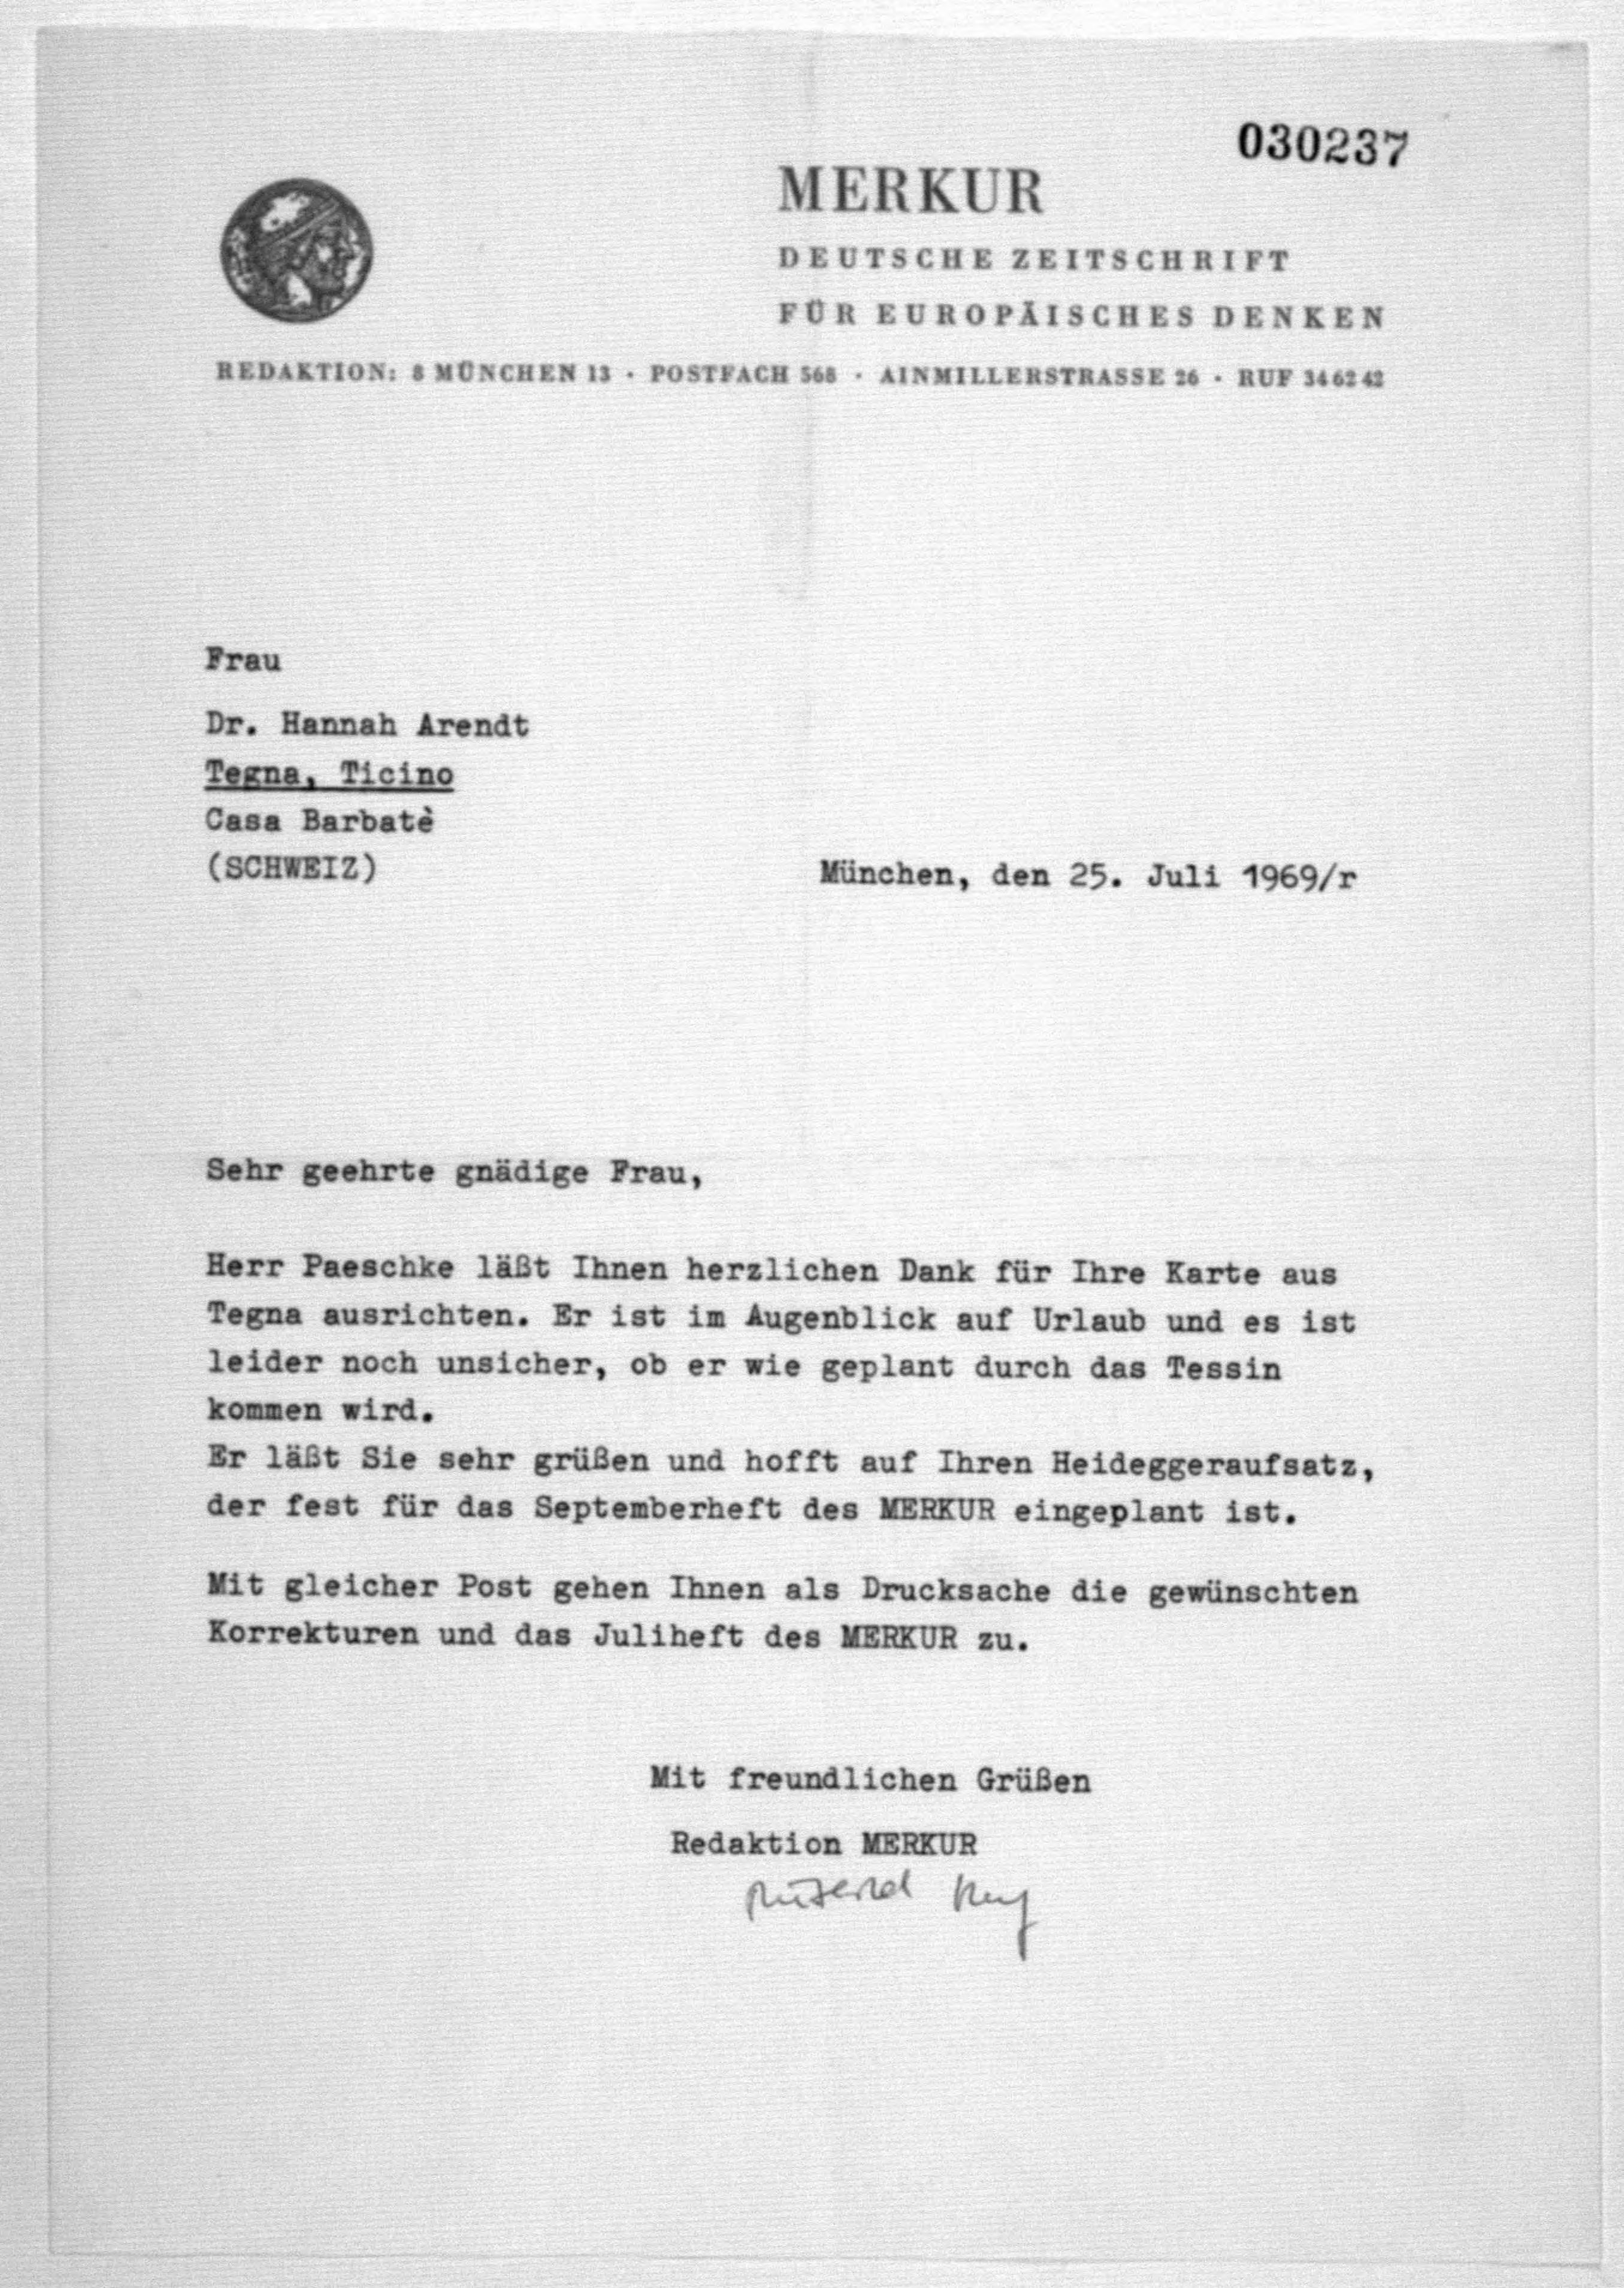 030237
MERKUR
DEUTSCHE ZEITSCHRIFT
FÜR EUROPÄISCHES DENKEN
REDAKTION: 8 MÜNCHEN 13 · POSTFACH 568 · AINMILLERSTRASSE 26 · RUF 34 62 42
Frau
Dr. Hannah Arendt
Tegna, Ticino
Casa Barbatè
(SCHWEIZ)
München, den 25. Juli 1969/r
Sehr geehrte gnädige Frau,
Herr Paeschke läßt Ihnen herzlichen Dank für Ihre Karte aus
Tegna ausrichten. Er ist im Augenblick auf Urlaub und es ist
leider noch unsicher, ob er wie geplant durch das Tessin
kommen wird.
Er läßt Sie sehr grüßen und hofft auf Ihren Heideggeraufsatz,
der fest für das Septemberheft des MERKUR eingeplant ist.
Mit gleicher Post gehen Ihnen als Drucksache die gewünschten
Korrekturen und das Juliheft des MERKUR zu.
Mit freundlichen Grüßen
Redaktion MERKUR